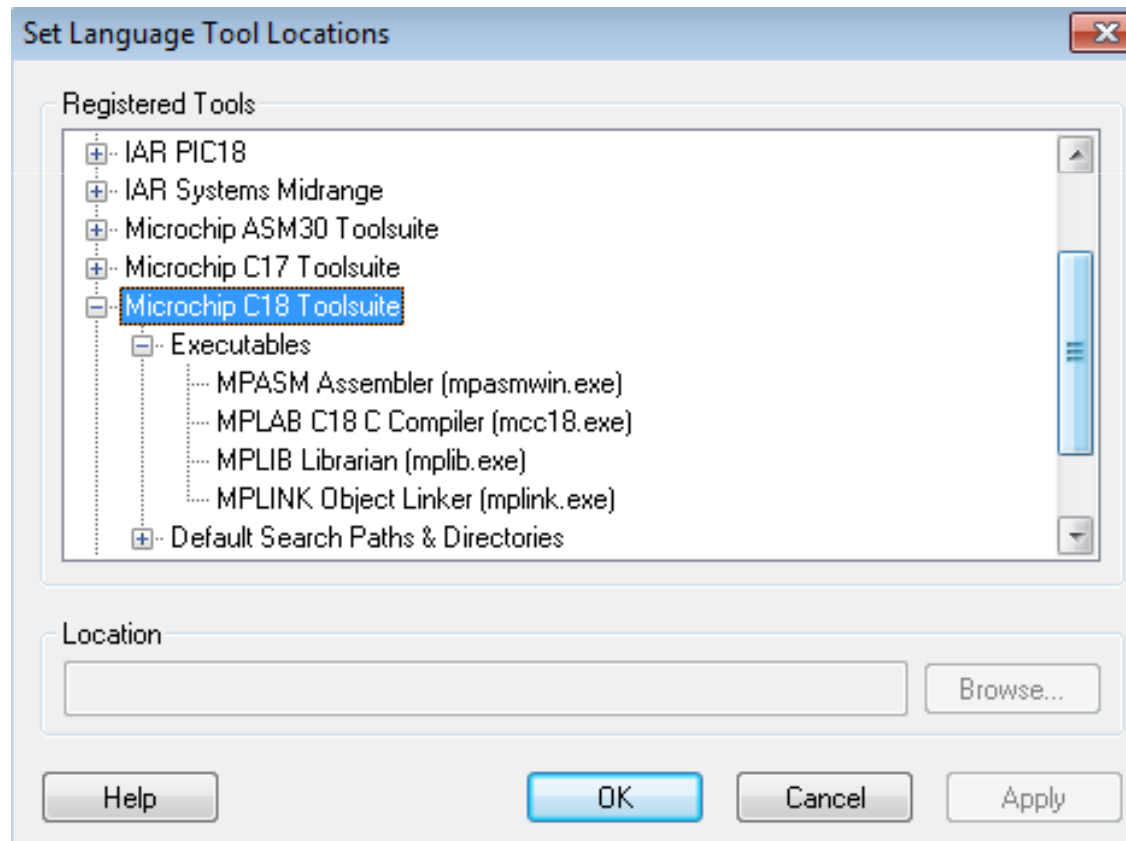 Set Language Tool Locations
Registered Tools
IAR PIC18
IAR Systems Midrange
Microchip ASM30 Toolsuite
Microchip C17 Toolsuite
Microchip C18 Toolsuite
Executables
MPASM Assembler (mpasmwin.exe)
MPLAB C18 C Compiler (mcc18.exe)
MPLIB Librarian (mplib.exe)
MPLINK Object Linker (mplink.exe)
Default Search Paths & Directories
Location
Browse...
Help OK Cancel Apply